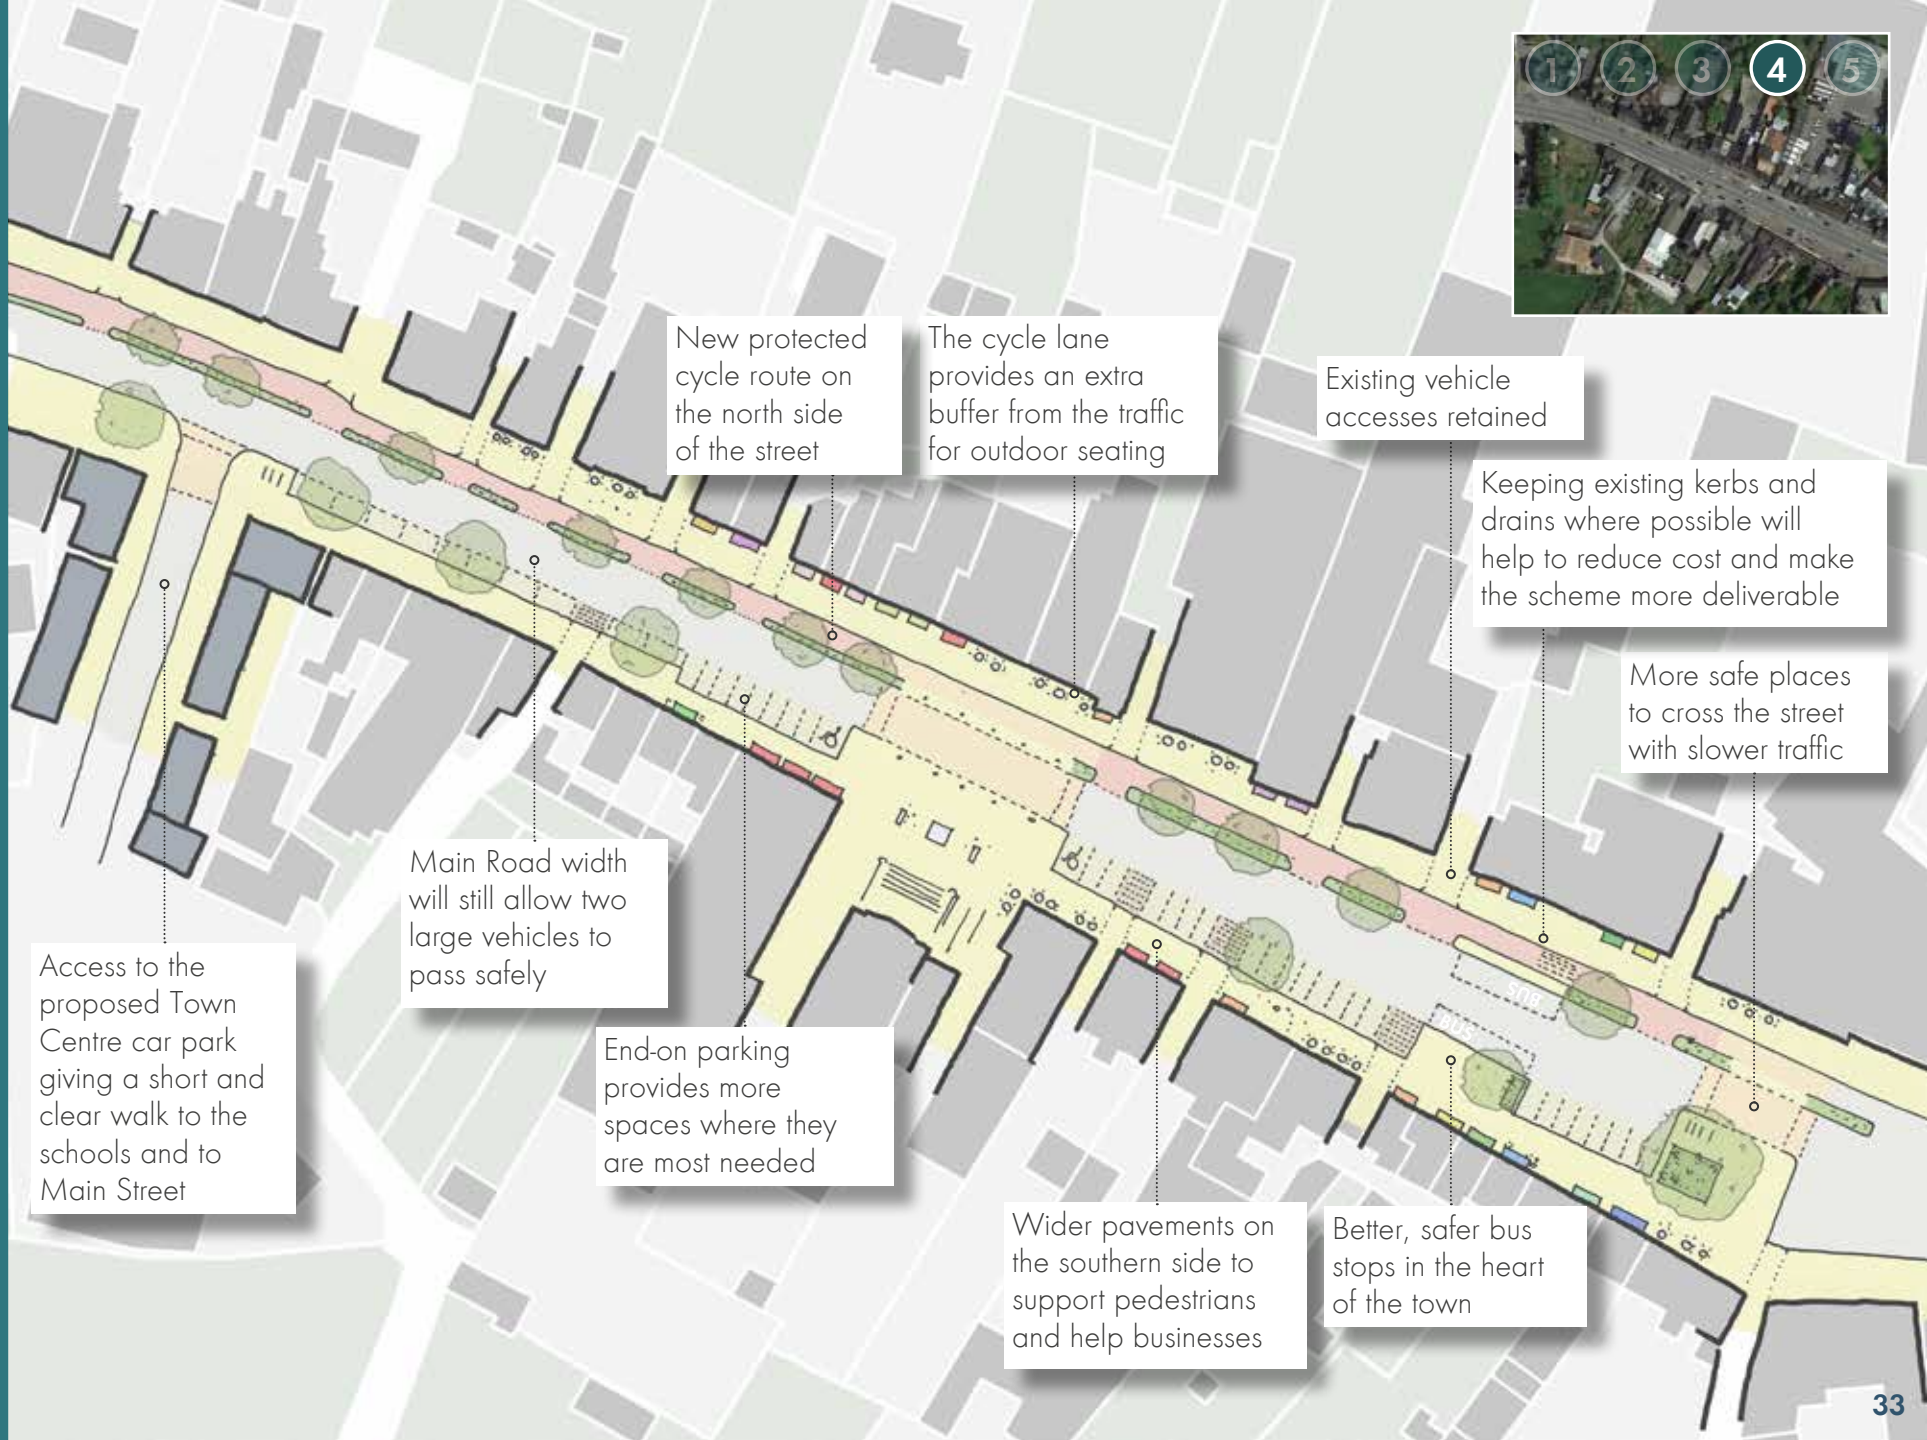 1 2 3 4 5
New protected
cycle route on
the north side
of the street
The cycle lane
provides an extra
buffer from the traffic
for outdoor seating
Existing vehicle
accesses retained
Keeping existing kerbs and
drains where possible will
help to reduce cost and make
the scheme more deliverable
More safe places
to cross the street
with slower traffic
Main Road width
will still allow two
large vehicles to
pass safely
Access to the
proposed Town
Centre car park
giving a short and
clear walk to the
schools and to
Main Street
End-on parking
provides more
spaces where they
are most needed
BUS
BUS
Wider pavements on
the southern side to
support pedestrians
and help businesses
Better, safer bus
stops in the heart
of the town
33